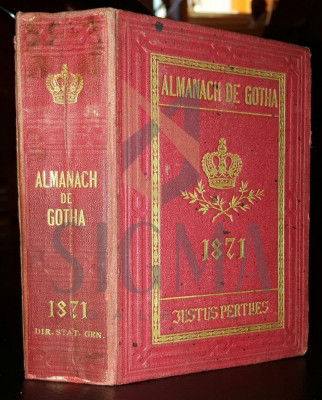 ALMANACH
DE
GOTHA
1871
DIR. STAT. GEN.
ALMANACH DE GOTHA
1871
JUSTUS PERTHES
SIGMA